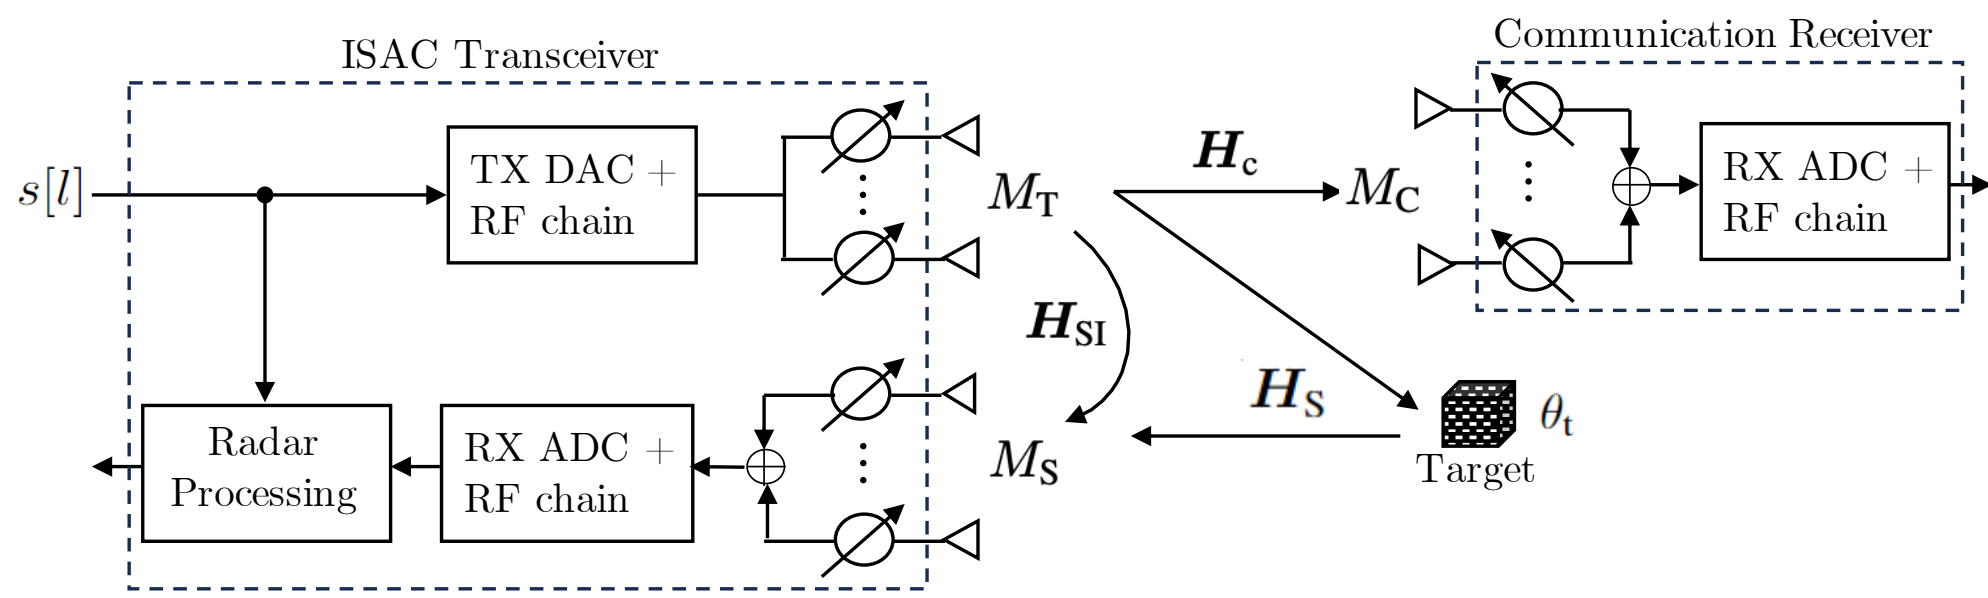 ISAC Transceiver
Communication Receiver
s[l]
TX DAC +
RF chain
M_T
H_c
M_C
RX ADC +
RF chain
H_SI
H_S
θ_t
Target
Radar
Processing
RX ADC +
RF chain
M_S